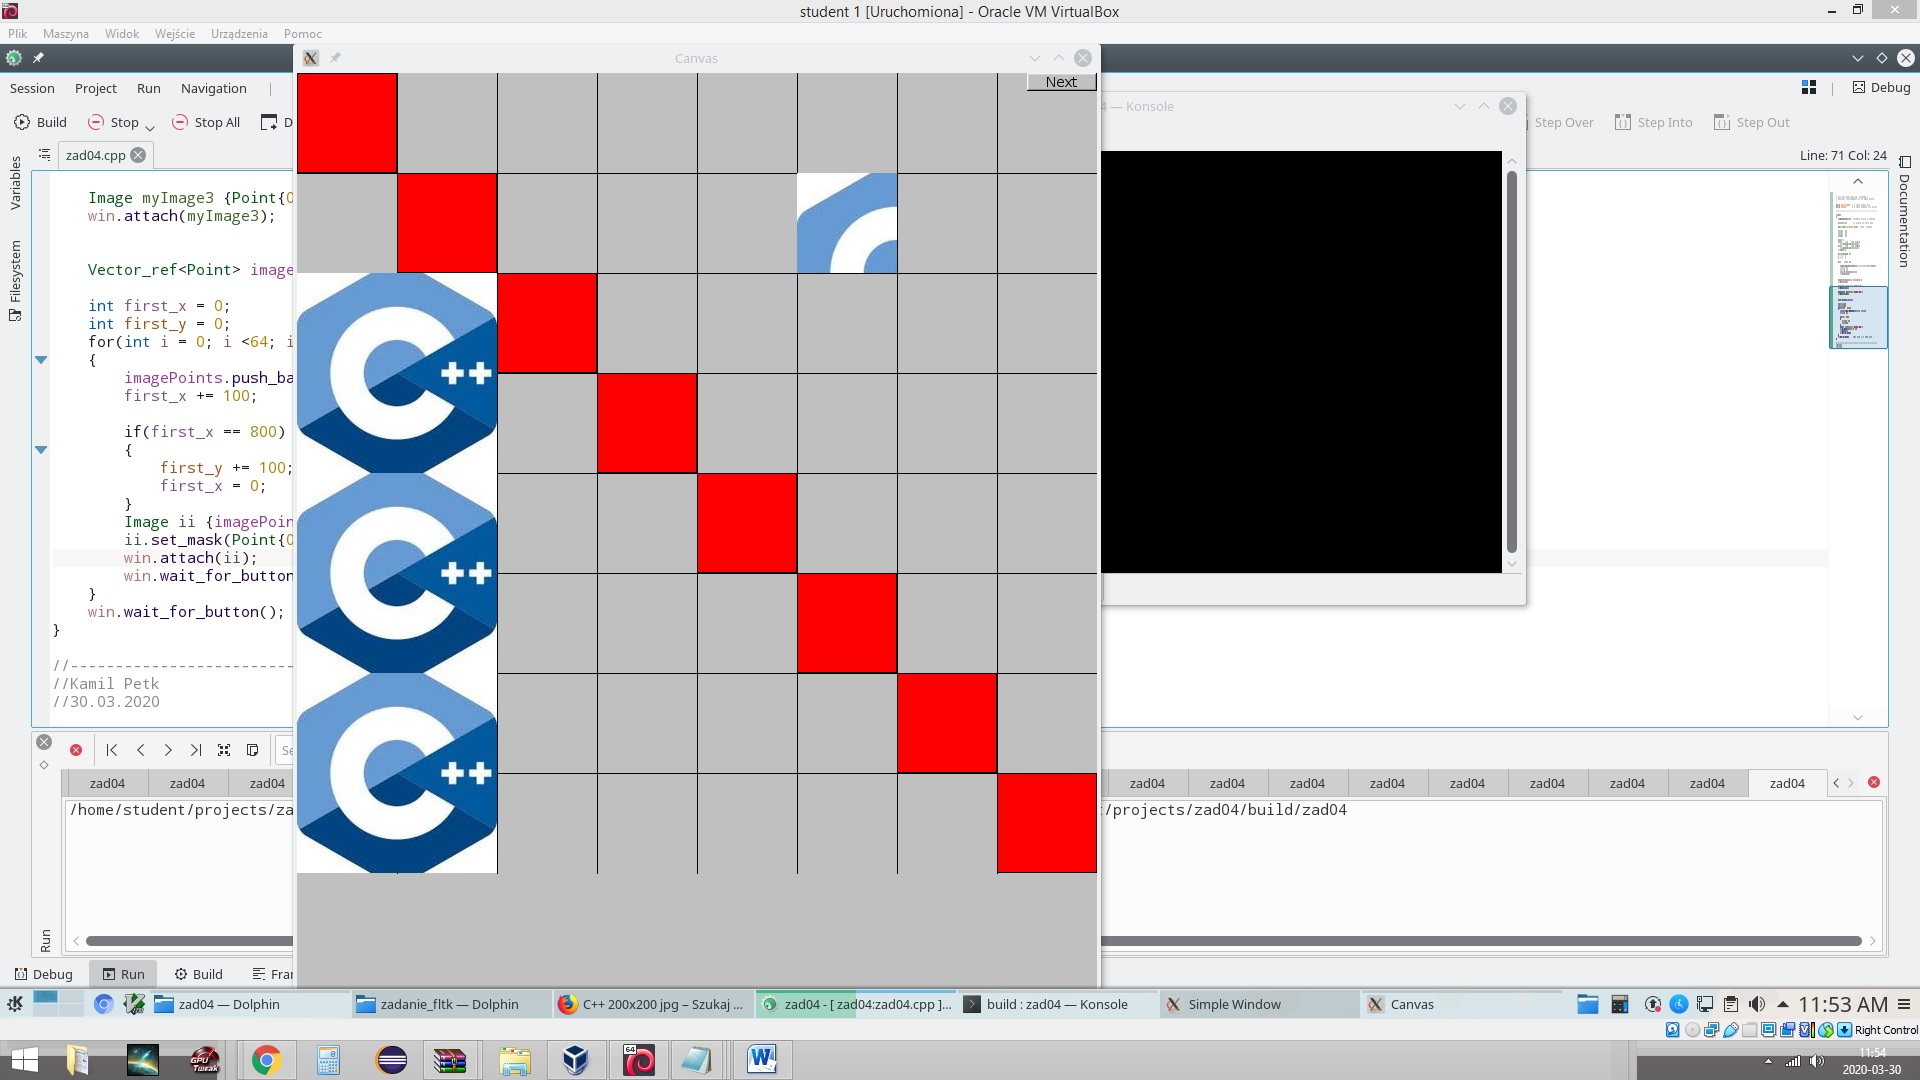 student 1 [Uruchomiona] - Oracle VM VirtualBox
Plik Maszyna Widok Wejście Urządzenia Pomoc
Canvas
Session Project Run Navigation
Debug
Next
4 — Konsole
Build Stop Stop All D
Step Over Step Into Step Out
zad04.cpp
Line: 71 Col: 24
Variables
Filesystem
Documentation
Image myImage3 {Point{0
win.attach(myImage3);
Vector_ref<Point> image
int first_x = 0;
int first_y = 0;
for(int i = 0; i <64; i
{
imagePoints.push_ba
first_x += 100;
if(first_x == 800)
{
first_y += 100;
first_x = 0;
}
Image ii {imagePoin
ii.set_mask(Point{0
win.attach(ii);
win.wait_for_button
}
win.wait_for_button();
}
//------------------------
//Kamil Petk
//30.03.2020
C ++
C ++
C ++
Se
zad04 zad04 zad04 zad04 zad04 zad04 zad04 zad04 zad04 zad04 zad04 zad04
/home/student/projects/za
/projects/zad04/build/zad04
Run
Debug Run Build Fra
zad04 — Dolphin zadanie_fltk — Dolphin C++ 200x200 jpg – Szukaj ... zad04 - [ zad04:zad04.cpp ]... build : zad04 — Konsole Simple Window Canvas 11:53 AM
Right Control
GPU Tweak
64
11:54
2020-03-30